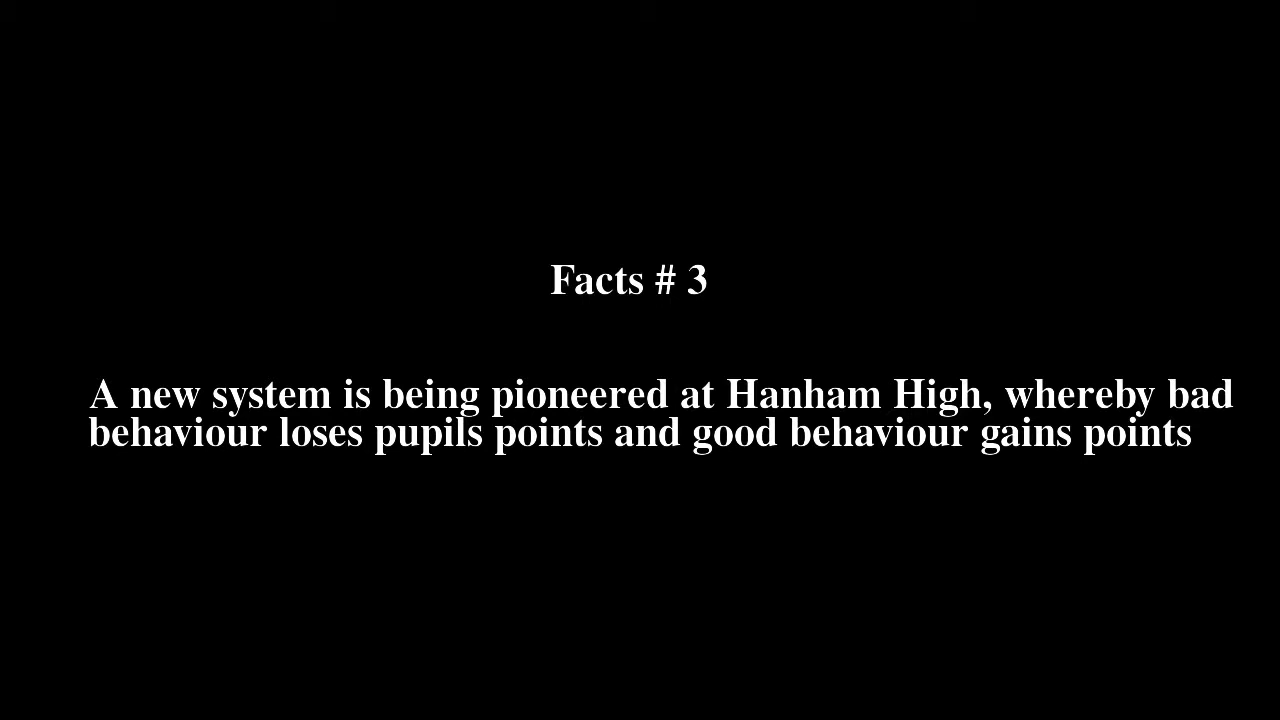 Facts # 3
A new system is being pioneered at Hanham High, whereby bad
behaviour loses pupils points and good behaviour gains points